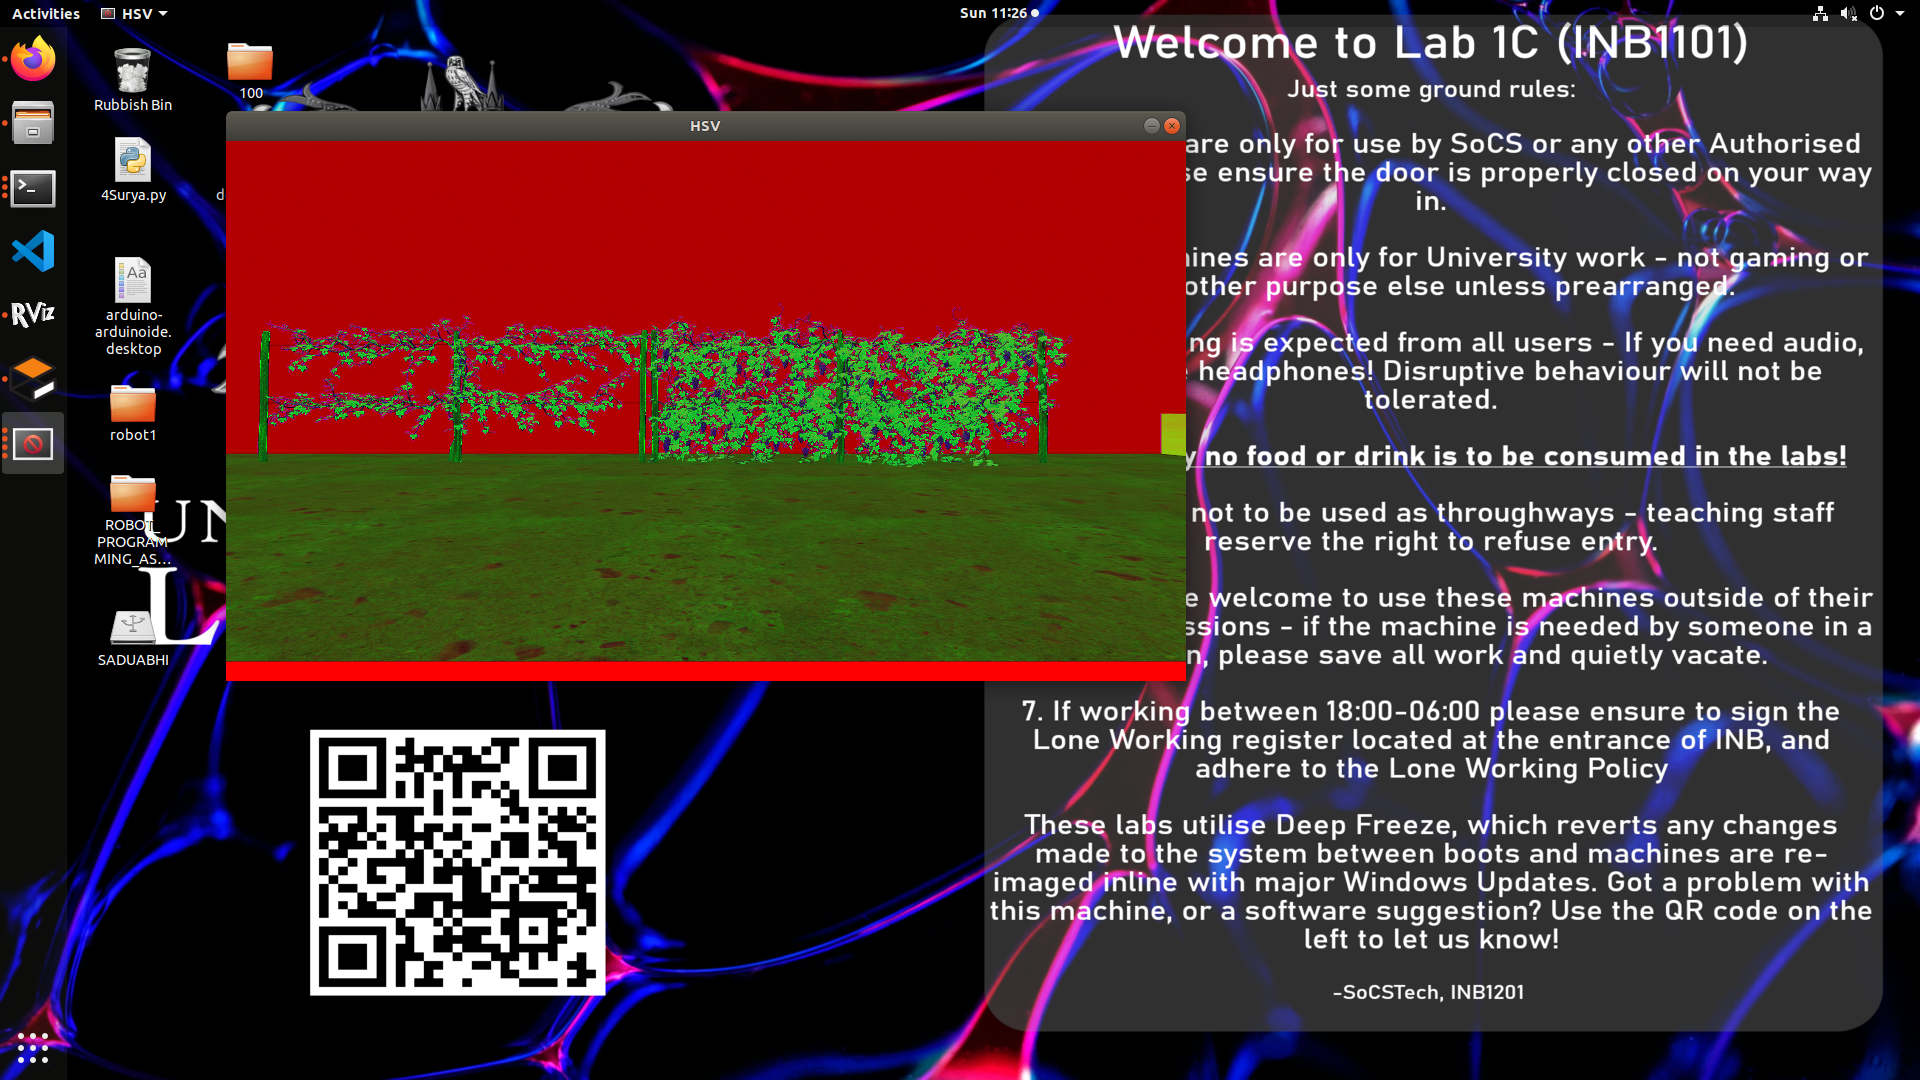 Activities
HSV
Sun 11:26
Welcome to Lab 1C (INB1101)
Just some ground rules:
Rubbish Bin
100
HSV
are only for use by SoCS or any other Authorised
ensure the door is properly closed on your way
in.
4Surya.py
are only for University work - not gaming or
other purpose else unless prearranged.
Aa
arduino-
arduinoide.
desktop
RViz
is expected from all users - If you need audio,
headphones! Disruptive behaviour will not be
tolerated.
robot1
no food or drink is to be consumed in the labs!
not to be used as throughways - teaching staff
reserve the right to refuse entry.
UN
ROBOT_
PROGRAM
MING_AS...
L
welcome to use these machines outside of their
- if the machine is needed by someone in a
please save all work and quietly vacate.
SADUABHI
7. If working between 18:00-06:00 please ensure to sign the
Lone Working register located at the entrance of INB, and
adhere to the Lone Working Policy
These labs utilise Deep Freeze, which reverts any changes
made to the system between boots and machines are re-
imaged inline with major Windows Updates. Got a problem with
this machine, or a software suggestion? Use the QR code on the
left to let us know!
-SoCSTech, INB1201